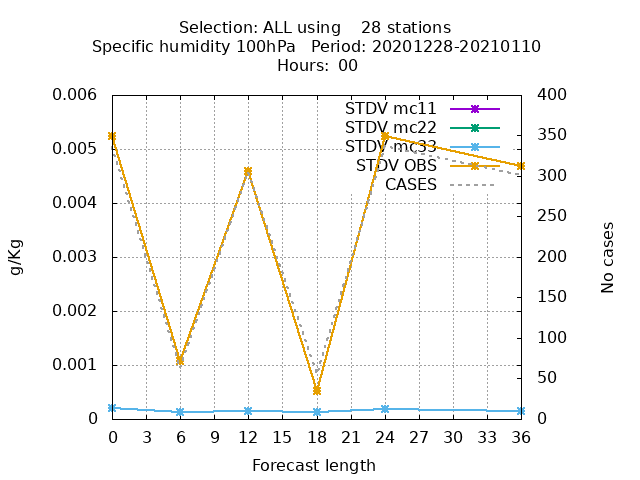 Selection: ALL using    28 stations
Specific humidity 100hPa   Period: 20201228-20210110
Hours:  00
0.006
0.005
0.004
0.003
0.002
0.001
0
400
350
300
250
200
150
100
50
0
g/Kg
No cases
STDV mc11
STDV mc22
STDV mc33
STDV OBS
CASES
0 3 6 9 12 15 18 21 24 27 30 33 36
Forecast length